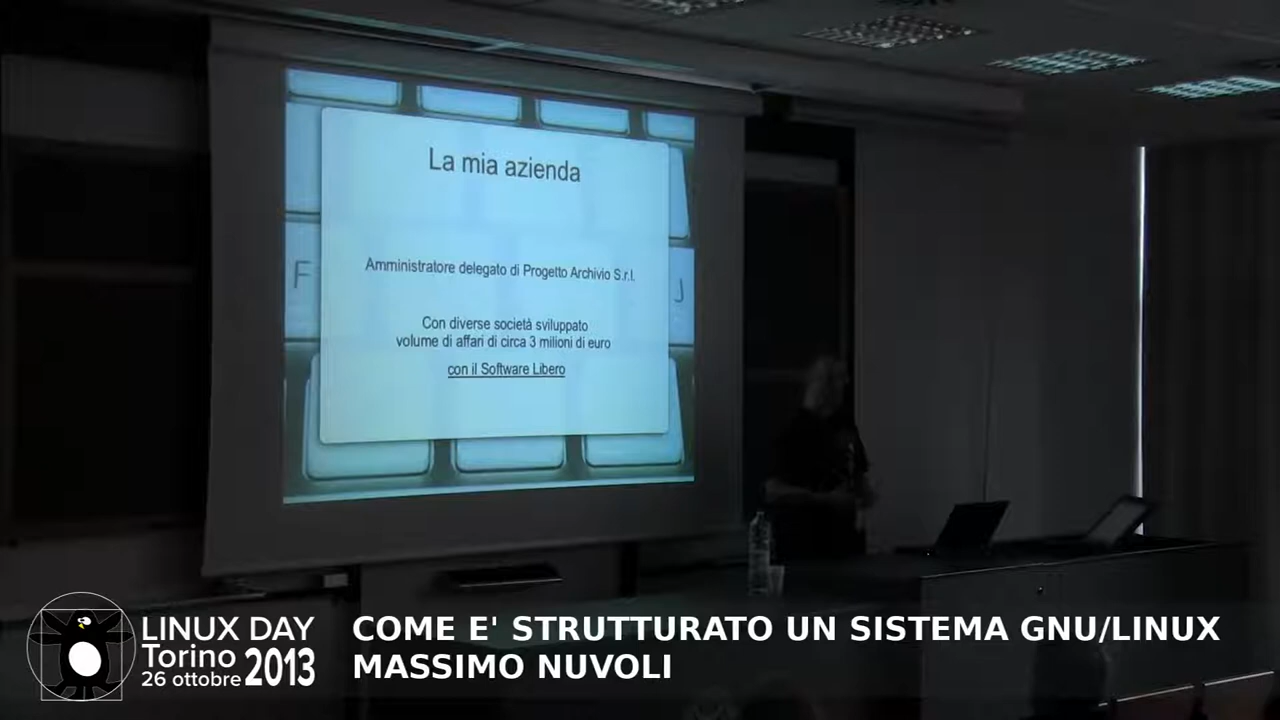 La mia azienda
Amministratore delegato di Progetto Archivio S.r.l.
F
J
Con diverse società sviluppato
volume di affari di circa 3 milioni di euro
con il Software Libero
LINUX DAY
Torino
26 ottobre 2013
COME E' STRUTTURATO UN SISTEMA GNU/LINUX
MASSIMO NUVOLI